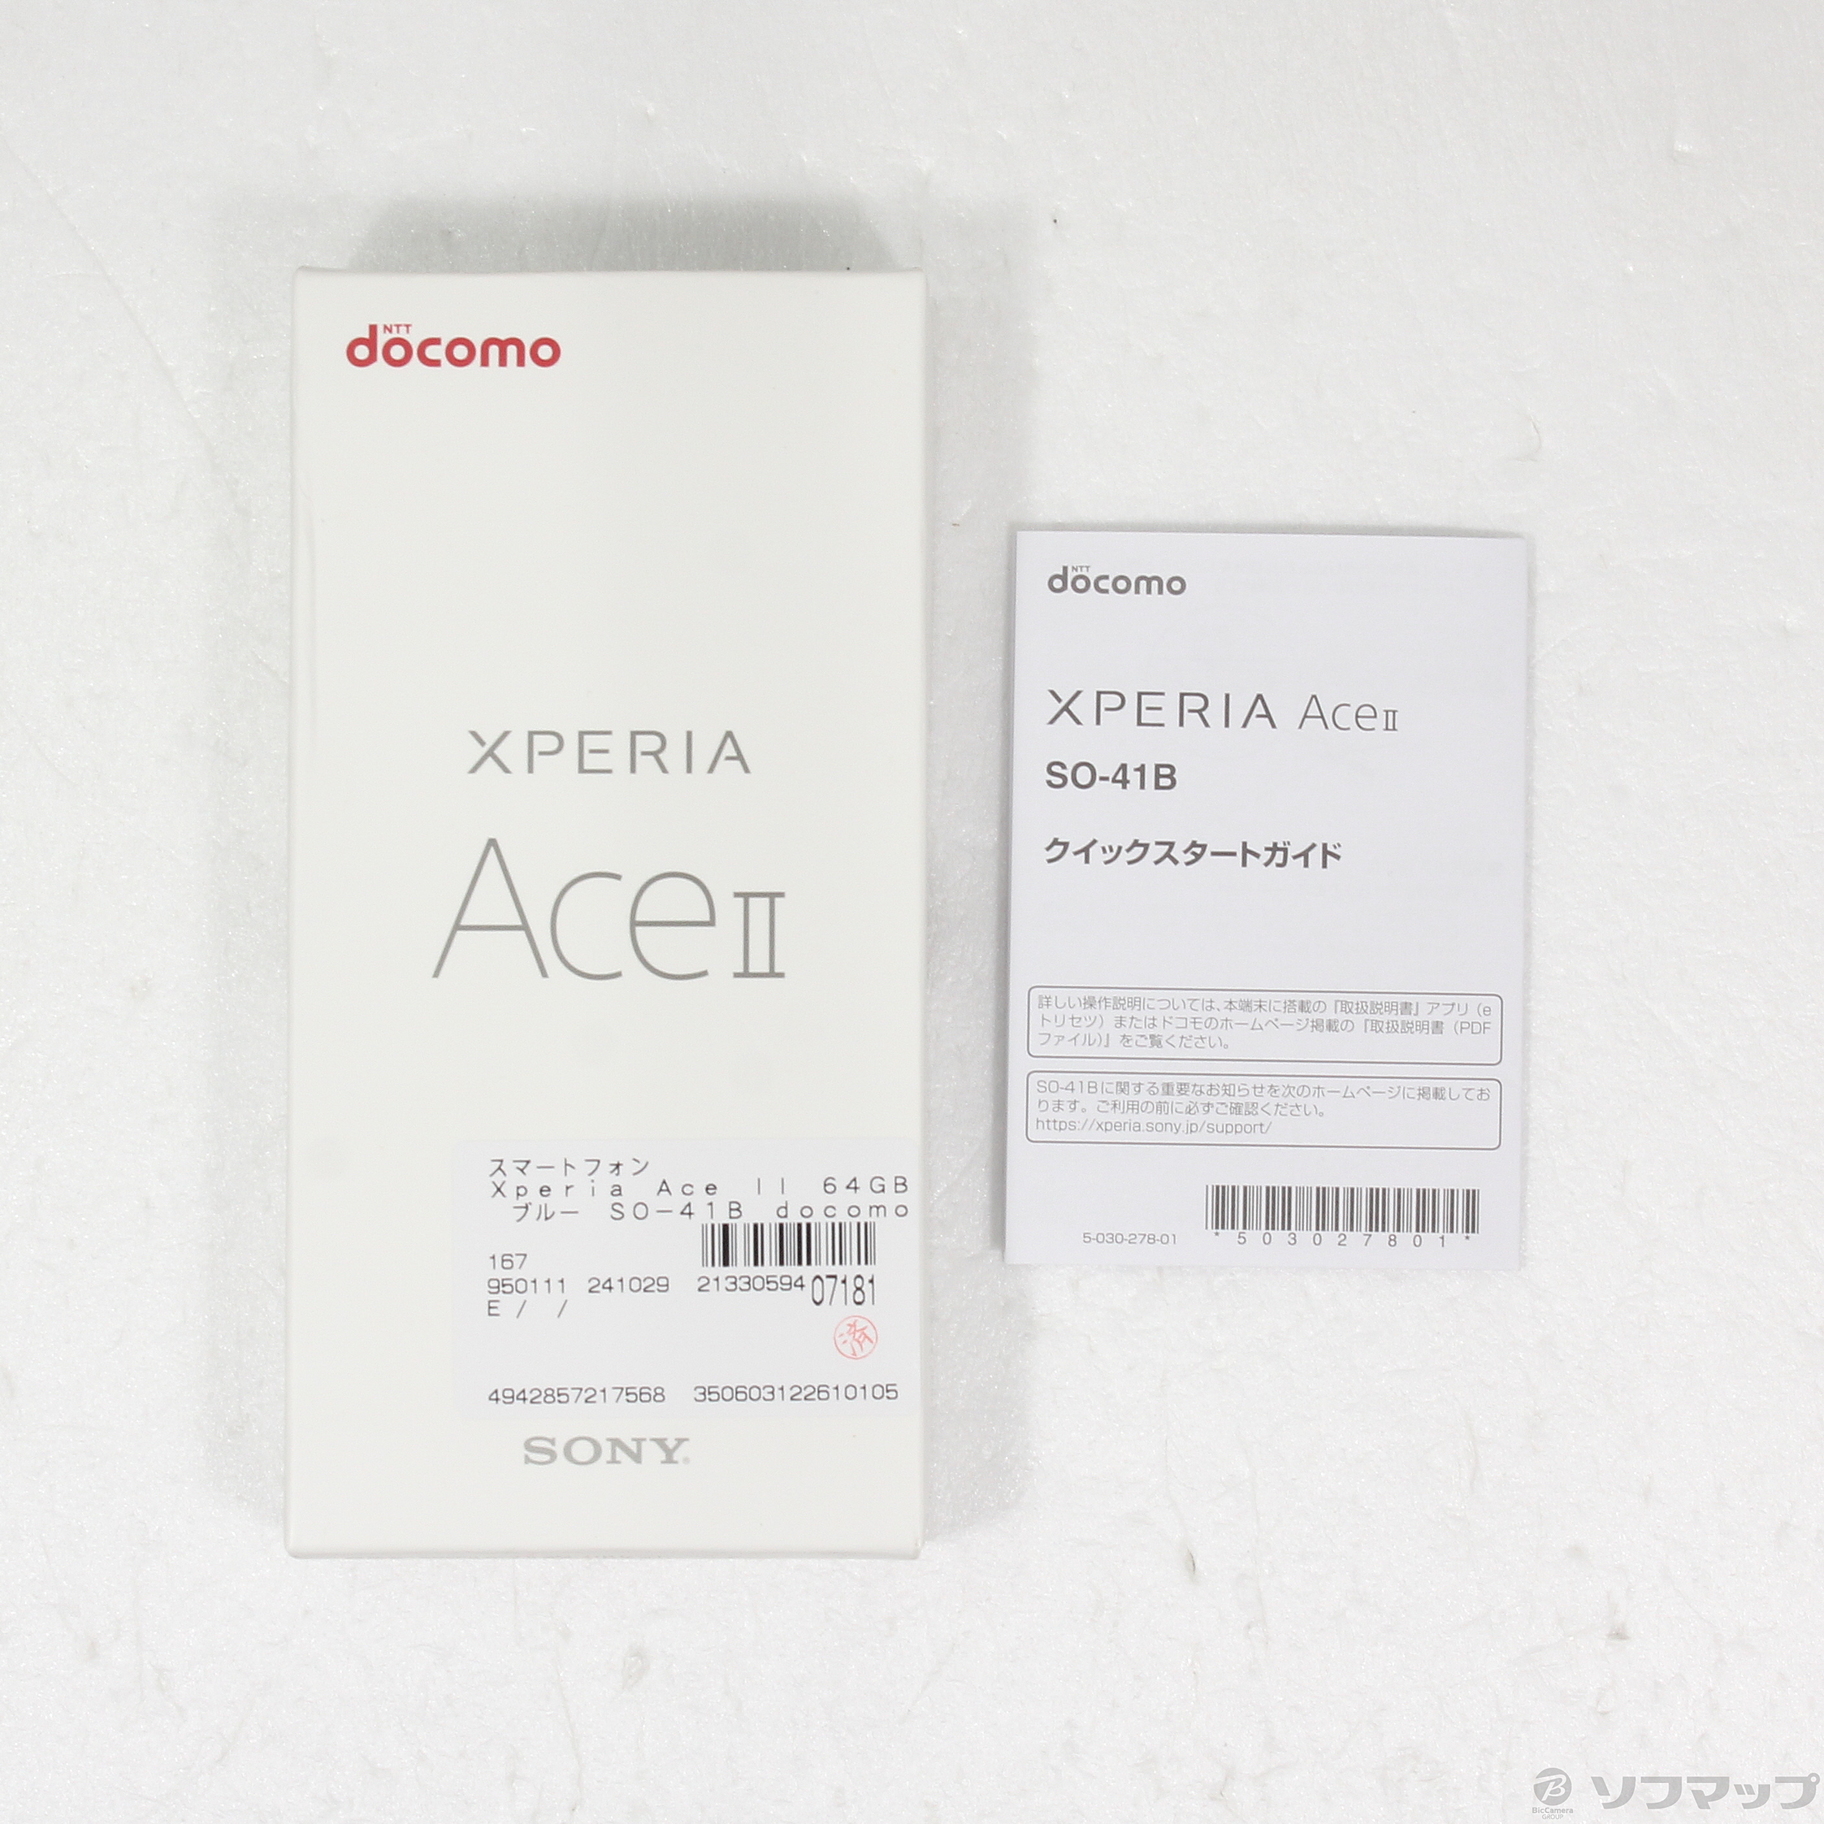 NTT
docomo
XPERIA
Ace II
スマートフォン
Xperia Ace II 64GB
ブルー SO-41B docomo
167
950111 241029 21330594 07181
E / /
済
4942857217568 350603122610105
SONY
NTT
docomo
XPERIA Ace II
SO-41B
クイックスタートガイド
詳しい操作説明については、本端末に搭載の『取扱説明書』アプリ（e
トリセツ）またはドコモのホームページ掲載の『取扱説明書（PDF
ファイル）』をご覧ください。
SO-41Bに関する重要なお知らせを次のホームページに掲載してお
ります。ご利用の前に必ずご確認ください。
https://xperia.sony.jp/support/
5-030-278-01 *503027801*
B ソフマップ
BicCamera
GROUP